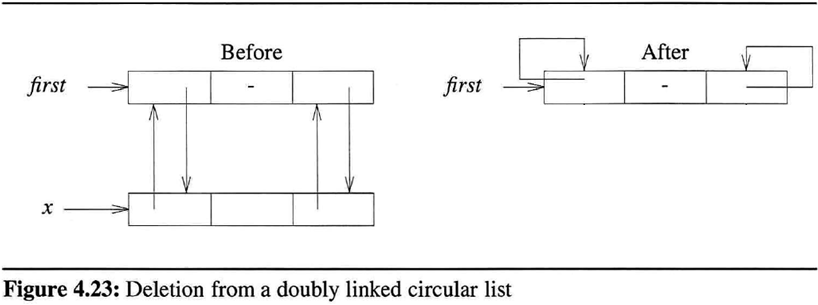 Before
After
first
-
first
-
x
Figure 4.23: Deletion from a doubly linked circular list